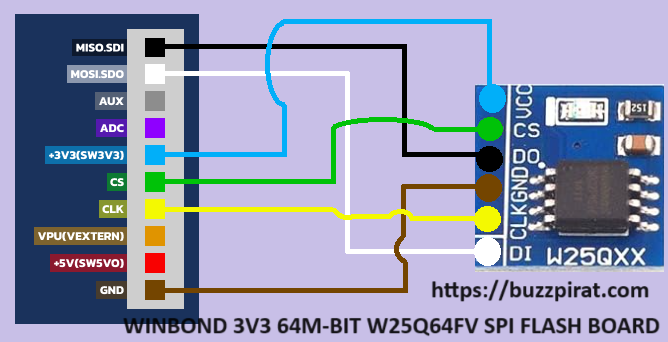 MISO.SDI
MOSI.SDO
AUX
ADC
+3V3(SW3V3)
CS
CLK
VPU(VEXTERN)
+5V(SW5VO)
GND
VCC
CS
DO
GND
CLK
DI
152
W25QXX
https://buzzpirat.com
WINBOND 3V3 64M-BIT W25Q64FV SPI FLASH BOARD